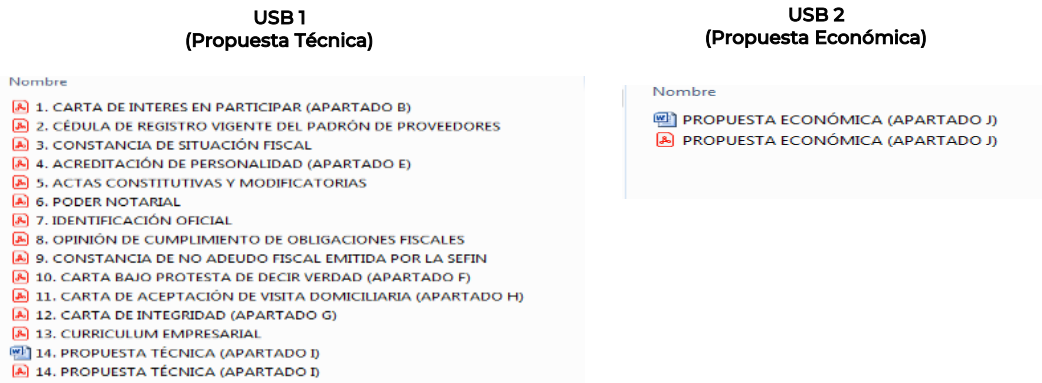 USB 1
(Propuesta Técnica)
Nombre
1. CARTA DE INTERES EN PARTICIPAR (APARTADO B)
2. CÉDULA DE REGISTRO VIGENTE DEL PADRÓN DE PROVEEDORES
3. CONSTANCIA DE SITUACIÓN FISCAL
4. ACREDITACIÓN DE PERSONALIDAD (APARTADO E)
5. ACTAS CONSTITUTIVAS Y MODIFICATORIAS
6. PODER NOTARIAL
7. IDENTIFICACIÓN OFICIAL
8. OPINIÓN DE CUMPLIMIENTO DE OBLIGACIONES FISCALES
9. CONSTANCIA DE NO ADEUDO FISCAL EMITIDA POR LA SEFIN
10. CARTA BAJO PROTESTA DE DECIR VERDAD (APARTADO F)
11. CARTA DE ACEPTACIÓN DE VISITA DOMICILIARIA (APARTADO H)
12. CARTA DE INTEGRIDAD (APARTADO G)
13. CURRICULUM EMPRESARIAL
14. PROPUESTA TÉCNICA (APARTADO I)
14. PROPUESTA TÉCNICA (APARTADO I)
USB 2
(Propuesta Económica)
Nombre
PROPUESTA ECONÓMICA (APARTADO J)
PROPUESTA ECONÓMICA (APARTADO J)